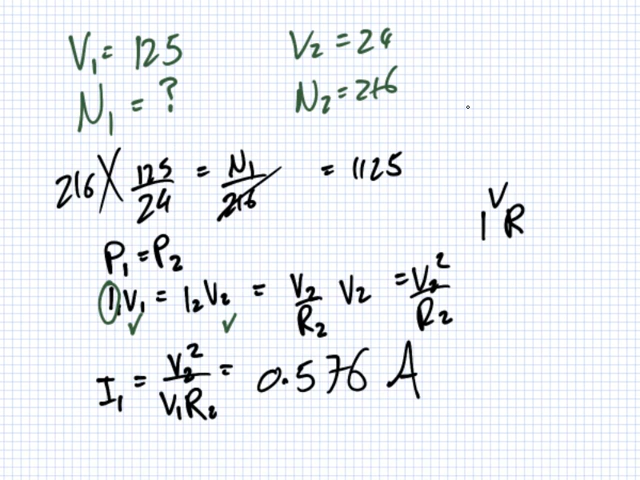 V₁ = 125 V₂ = 24
N₁ = ? N₂ = 216
216 × 125/24 = N₁/216 = 1125
V
I R
P₁ = P₂
I₁V₁ = I₂V₂ = V₂/R₂ V₂ = V₂²/R₂
I₁ = V₂²/V₁R₂ = 0.576 A